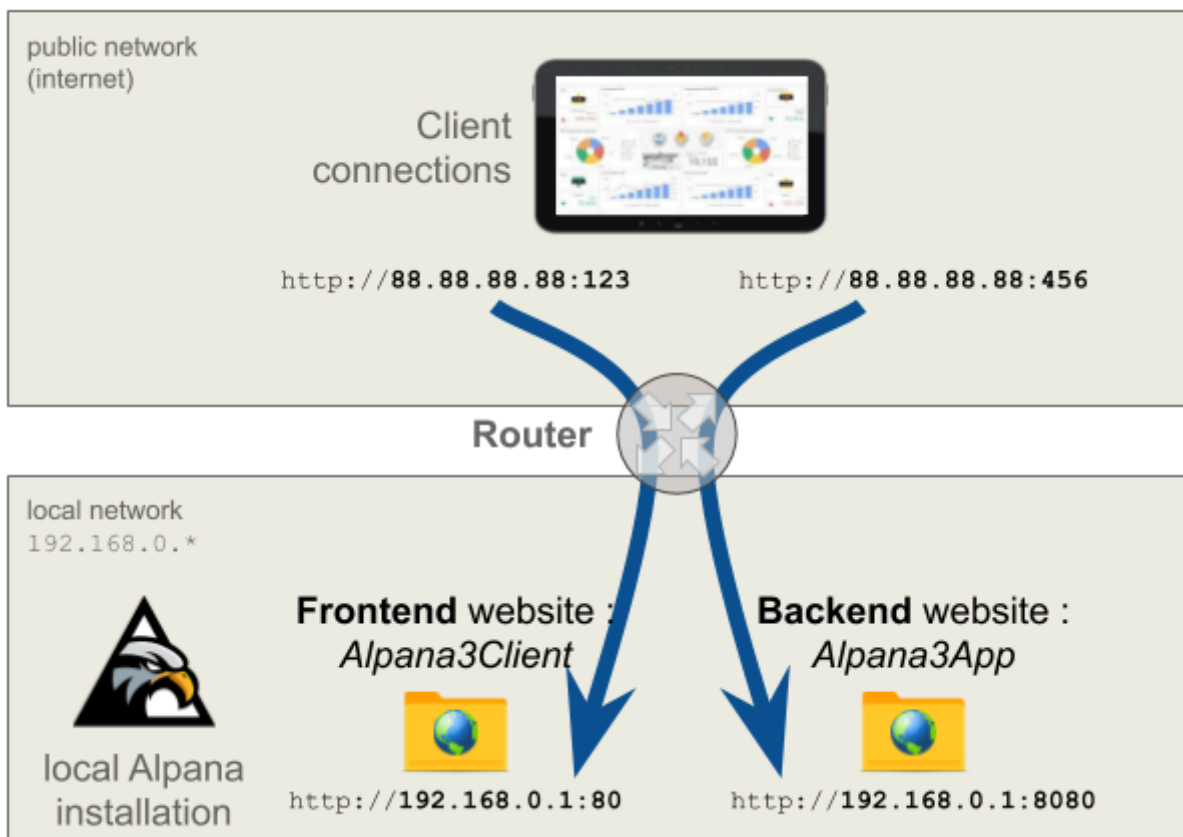 public network
(internet)
Client
connections
http://88.88.88.88:123
http://88.88.88.88:456
Router
local network
192.168.0.*
Frontend website :
Alpana3Client
Backend website :
Alpana3App
local Alpana
installation
http://192.168.0.1:80
http://192.168.0.1:8080